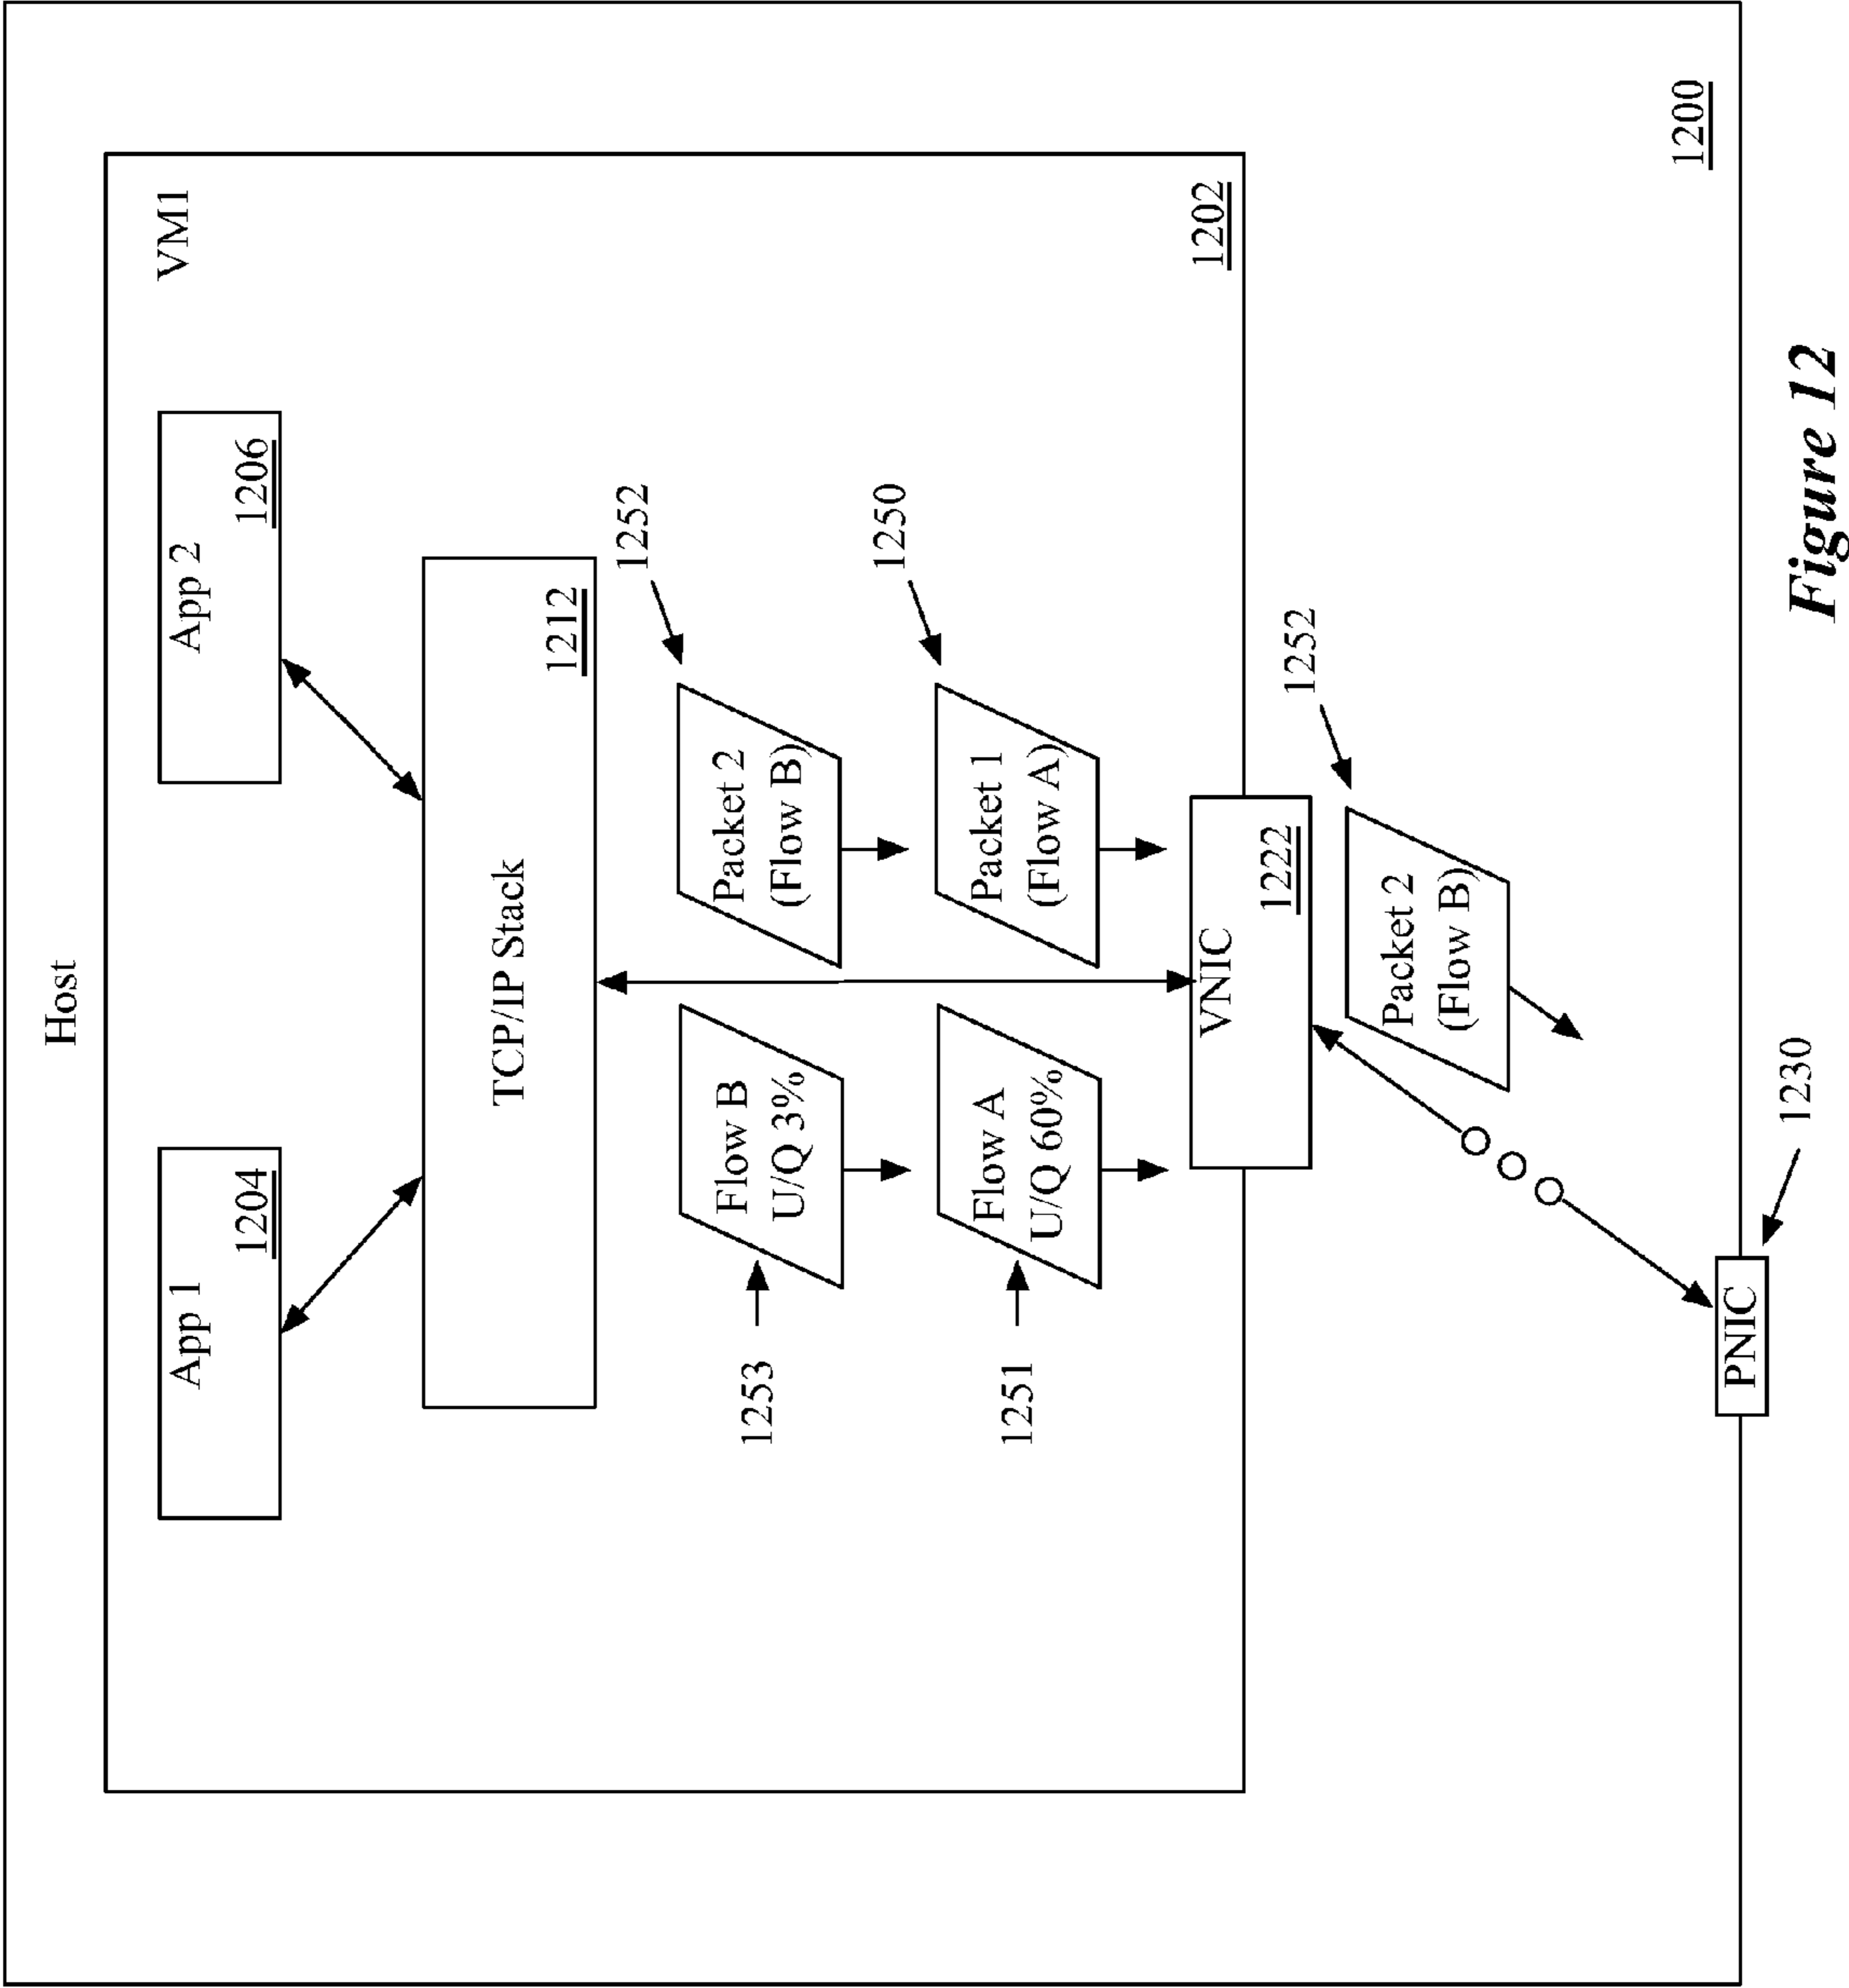 Host
VM1
App 1
1204
App 2
1206
TCP/IP Stack
1212
1252
1253
Flow B
U/Q 3%
Packet 2
(Flow B)
1250
1251
Flow A
U/Q 60%
Packet 1
(Flow A)
1202
VNIC
1222
1252
Packet 2
(Flow B)
1200
PNIC
1230
Figure 12